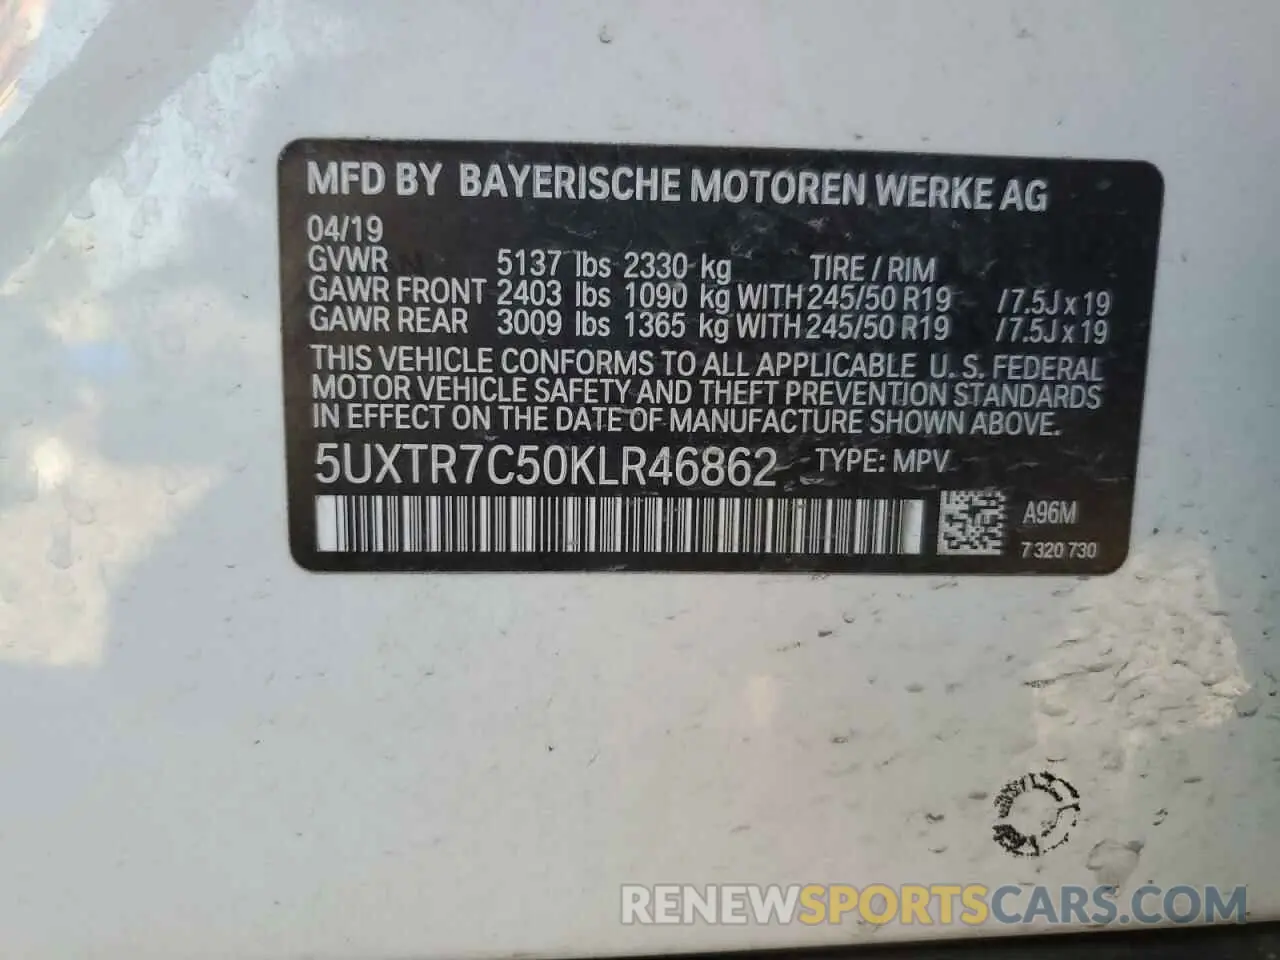 MFD BY BAYERISCHE MOTOREN WERKE AG
04/19
GVWR 5137 lbs 2330 kg TIRE / RIM
GAWR FRONT 2403 lbs 1090 kg WITH 245/50 R19 / 7.5J x 19
GAWR REAR 3009 lbs 1365 kg WITH 245/50 R19 / 7.5J x 19
THIS VEHICLE CONFORMS TO ALL APPLICABLE U.S. FEDERAL
MOTOR VEHICLE SAFETY AND THEFT PREVENTION STANDARDS
IN EFFECT ON THE DATE OF MANUFACTURE SHOWN ABOVE.
5UXTR7C50KLR46862 TYPE: MPV
A96M
7 320 730
RENEWSPORTSCARS.COM